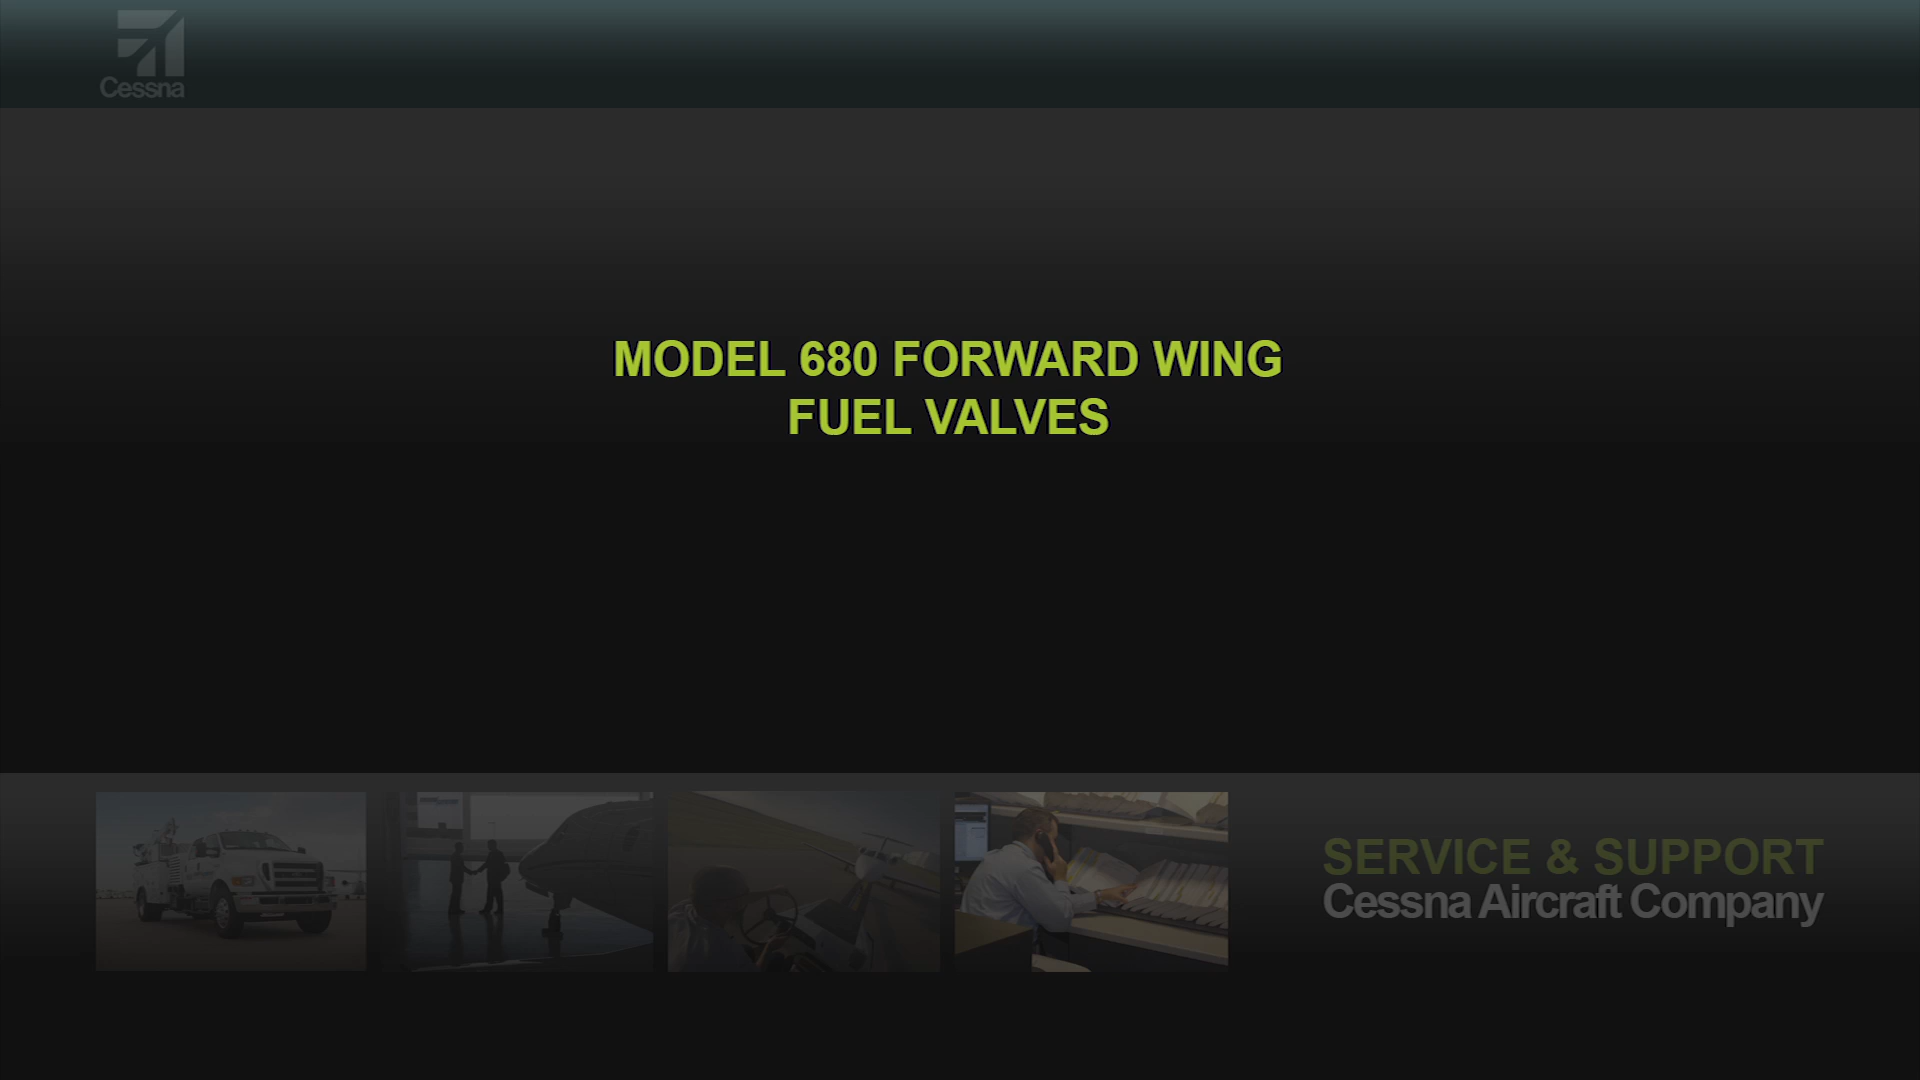 Cessna
MODEL 680 FORWARD WING
FUEL VALVES
SERVICE & SUPPORT
Cessna Aircraft Company